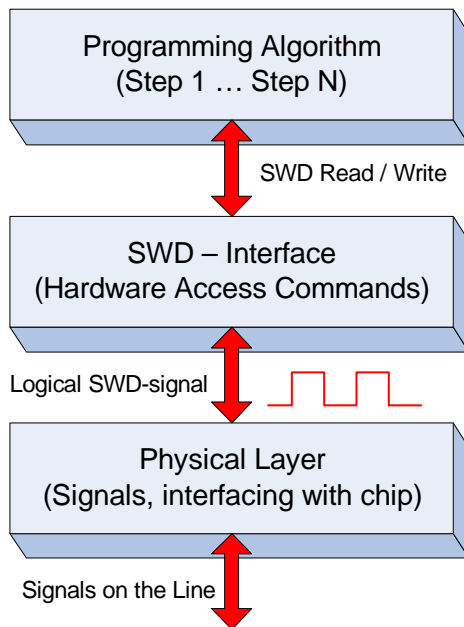 Programming Algorithm
(Step 1 … Step N)
SWD Read / Write
SWD – Interface
(Hardware Access Commands)
Logical SWD-signal
Physical Layer
(Signals, interfacing with chip)
Signals on the Line